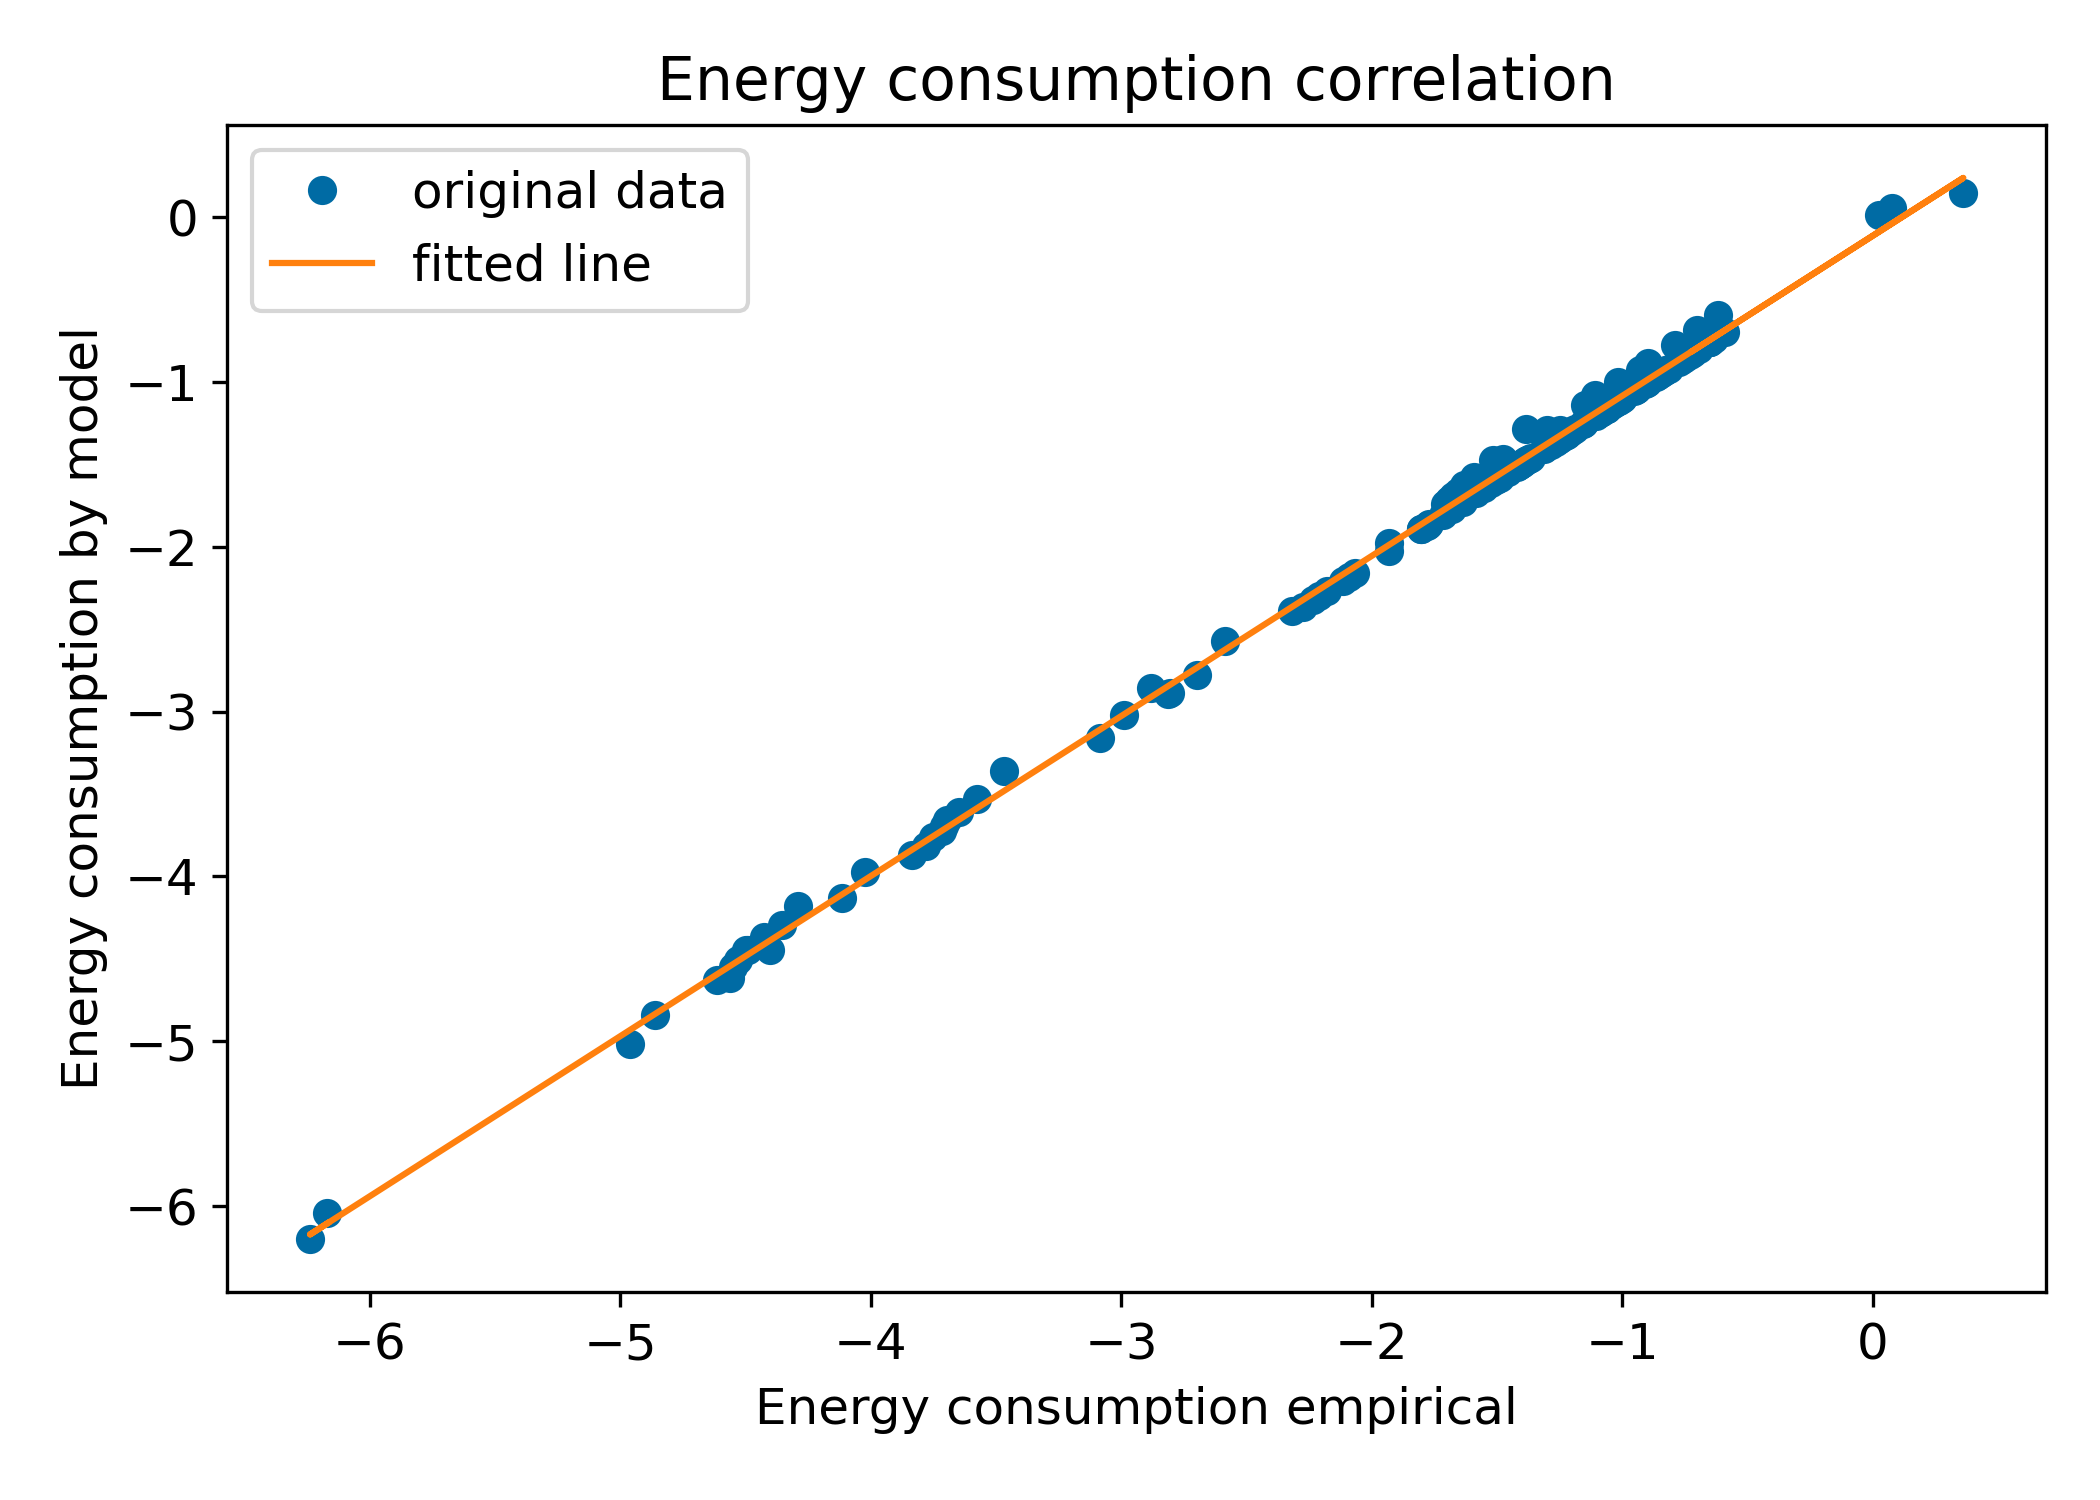 Energy consumption correlation
original data
fitted line
0
−1
−2
−3
−4
−5
−6
Energy consumption by model
−6
−5
−4
−3
−2
−1
0
Energy consumption empirical